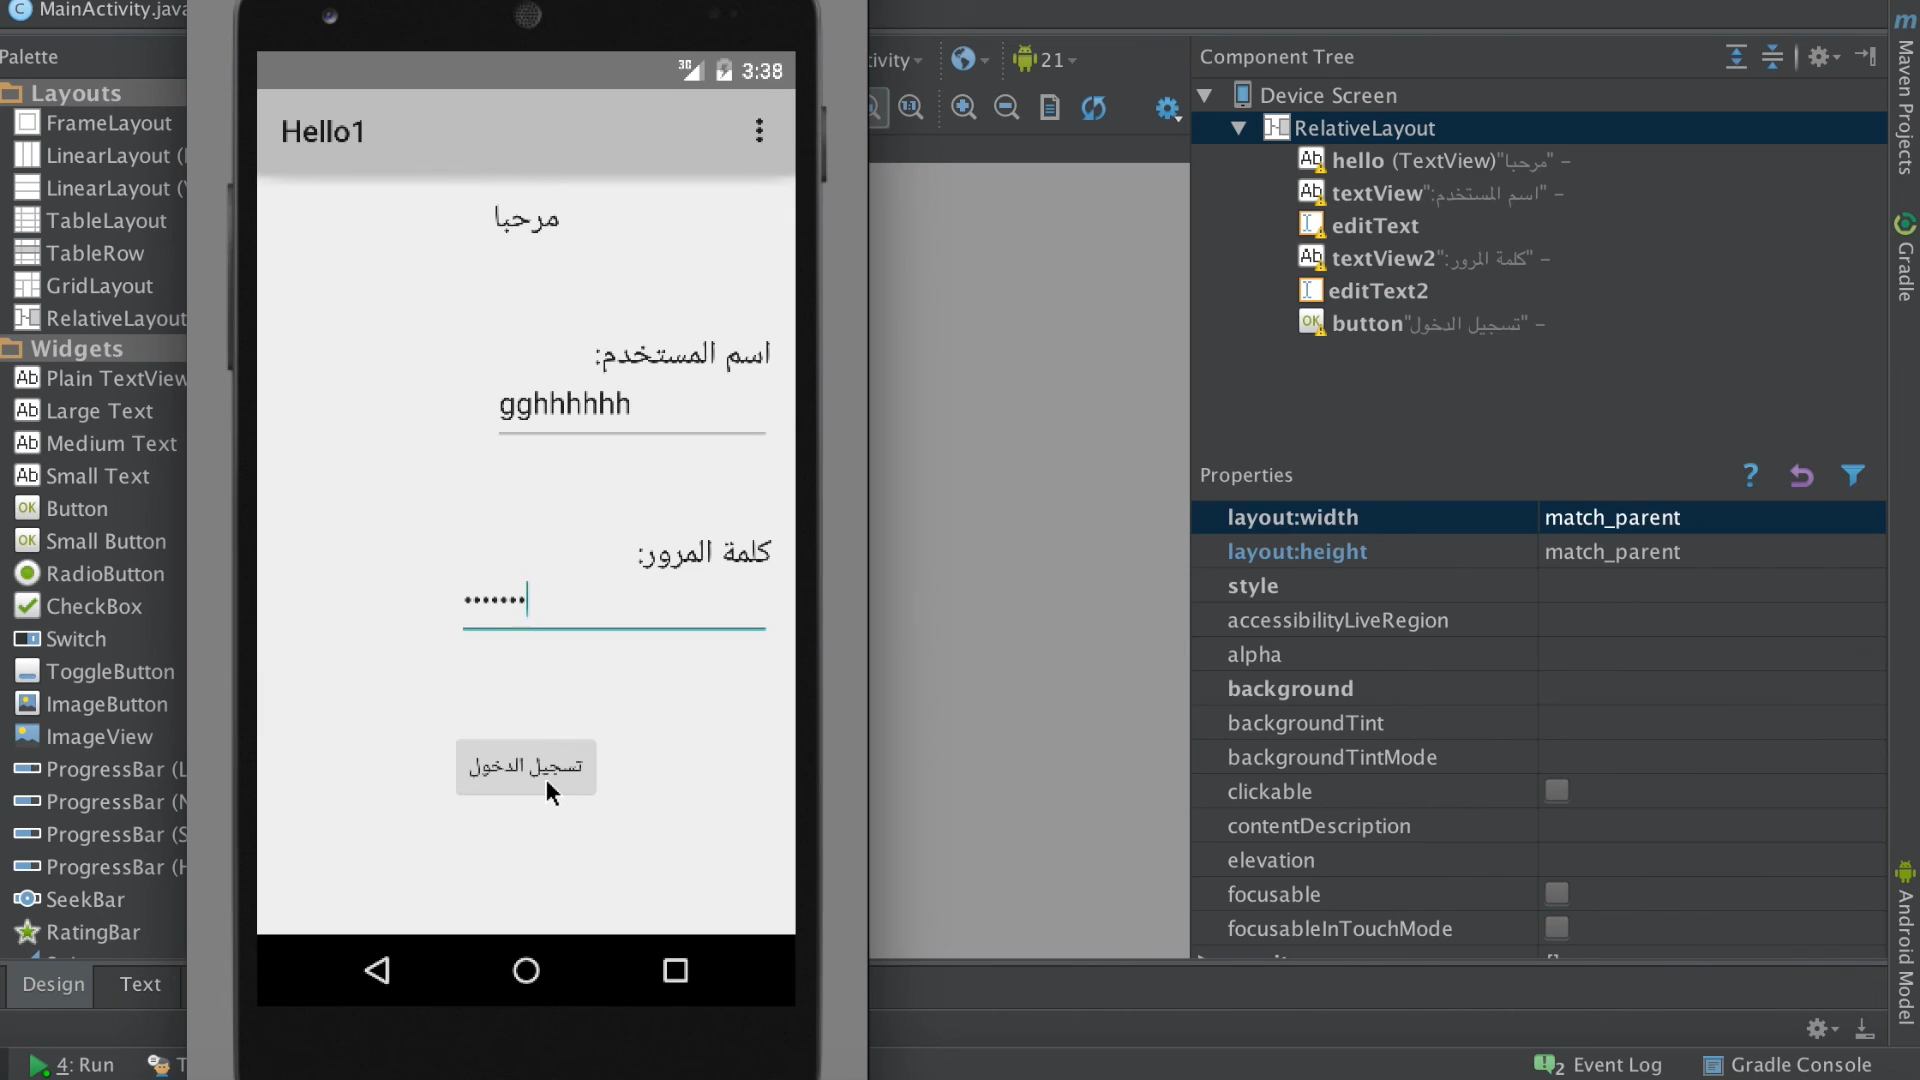 MainActivity.java
Palette
Layouts
FrameLayout
LinearLayout (
LinearLayout (
TableLayout
TableRow
GridLayout
RelativeLayout
Widgets
Plain TextView
Large Text
Medium Text
Small Text
Button
Small Button
RadioButton
CheckBox
Switch
ToggleButton
ImageButton
ImageView
ProgressBar (L
ProgressBar (N
ProgressBar (S
ProgressBar (H
SeekBar
RatingBar
Design Text
4: Run
3G 3:38
Hello1
مرحبا
اسم المستخدم:
gghhhhhh
كلمة المرور:
•••••••
تسجيل الدخول
ivity 21
Component Tree
Device Screen
RelativeLayout
hello (TextView) – "مرحبا"
textView – "اسم المستخدم:"
editText
textView2 – "كلمة المرور:"
editText2
button – "تسجيل الدخول"
Properties
layout:width match_parent
layout:height match_parent
style
accessibilityLiveRegion
alpha
background
backgroundTint
backgroundTintMode
clickable
contentDescription
elevation
focusable
focusableInTouchMode
Maven Projects
Gradle
Android Model
2 Event Log
Gradle Console